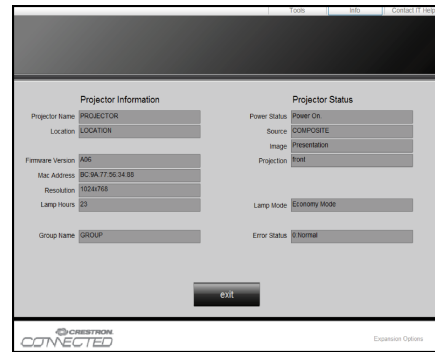 Tools Info Contact IT Help
Projector Information
Projector Name PROJECTOR
Location LOCATION
Firmware Version A06
Mac Address BC:9A:77:56:34:88
Resolution 1024x768
Lamp Hours 23
Group Name GROUP
Projector Status
Power Status Power On.
Source COMPOSITE
Image Presentation
Projection front
Lamp Mode Economy Mode
Error Status 0:Normal
exit
CRESTRON
CONNECTED
Expansion Options